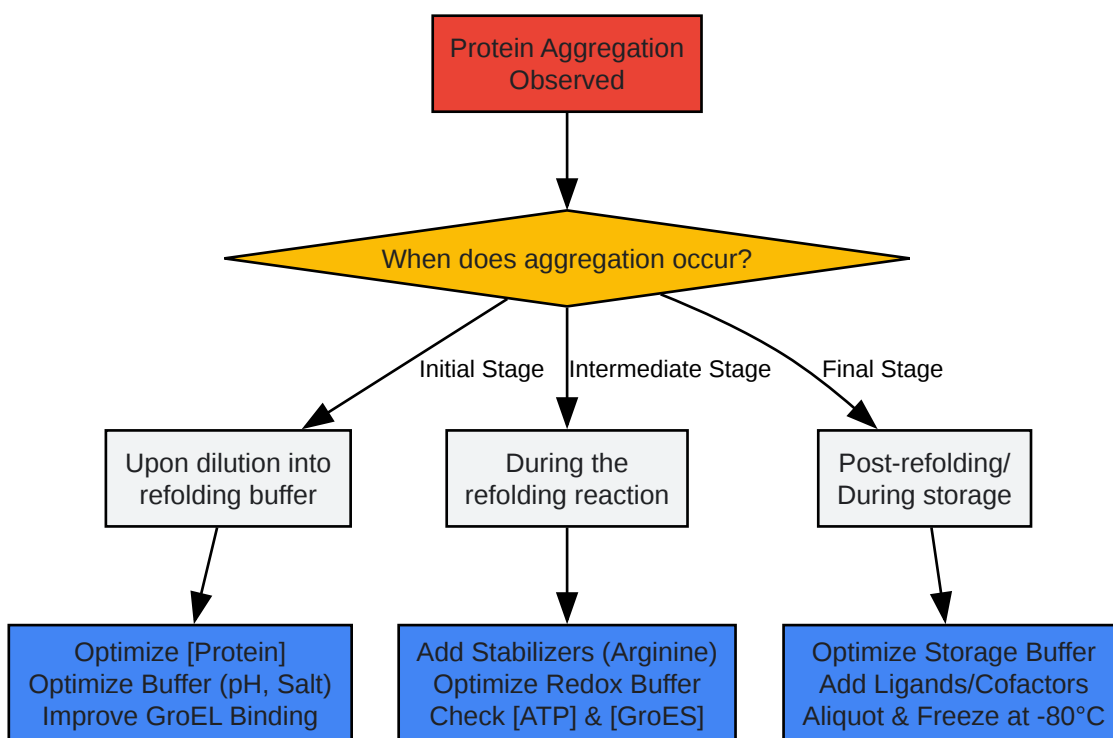 Protein Aggregation
Observed
When does aggregation occur?
Initial Stage
Intermediate Stage
Final Stage
Upon dilution into
refolding buffer
During the
refolding reaction
Post-refolding/
During storage
Optimize [Protein]
Optimize Buffer (pH, Salt)
Improve GroEL Binding
Add Stabilizers (Arginine)
Optimize Redox Buffer
Check [ATP] & [GroES]
Optimize Storage Buffer
Add Ligands/Cofactors
Aliquot & Freeze at -80°C